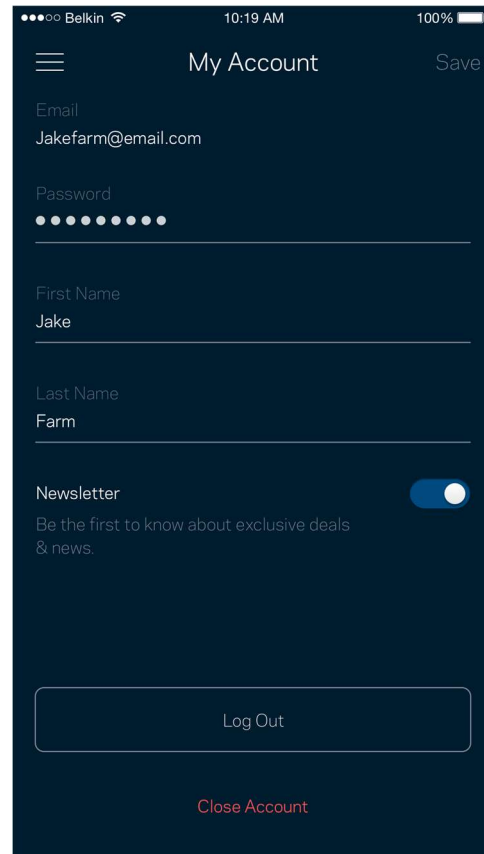 Belkin 10:19 AM 100%
My Account Save
Email
Jakefarm@email.com
Password
First Name
Jake
Last Name
Farm
Newsletter
Be the first to know about exclusive deals
& news.
Log Out
Close Account